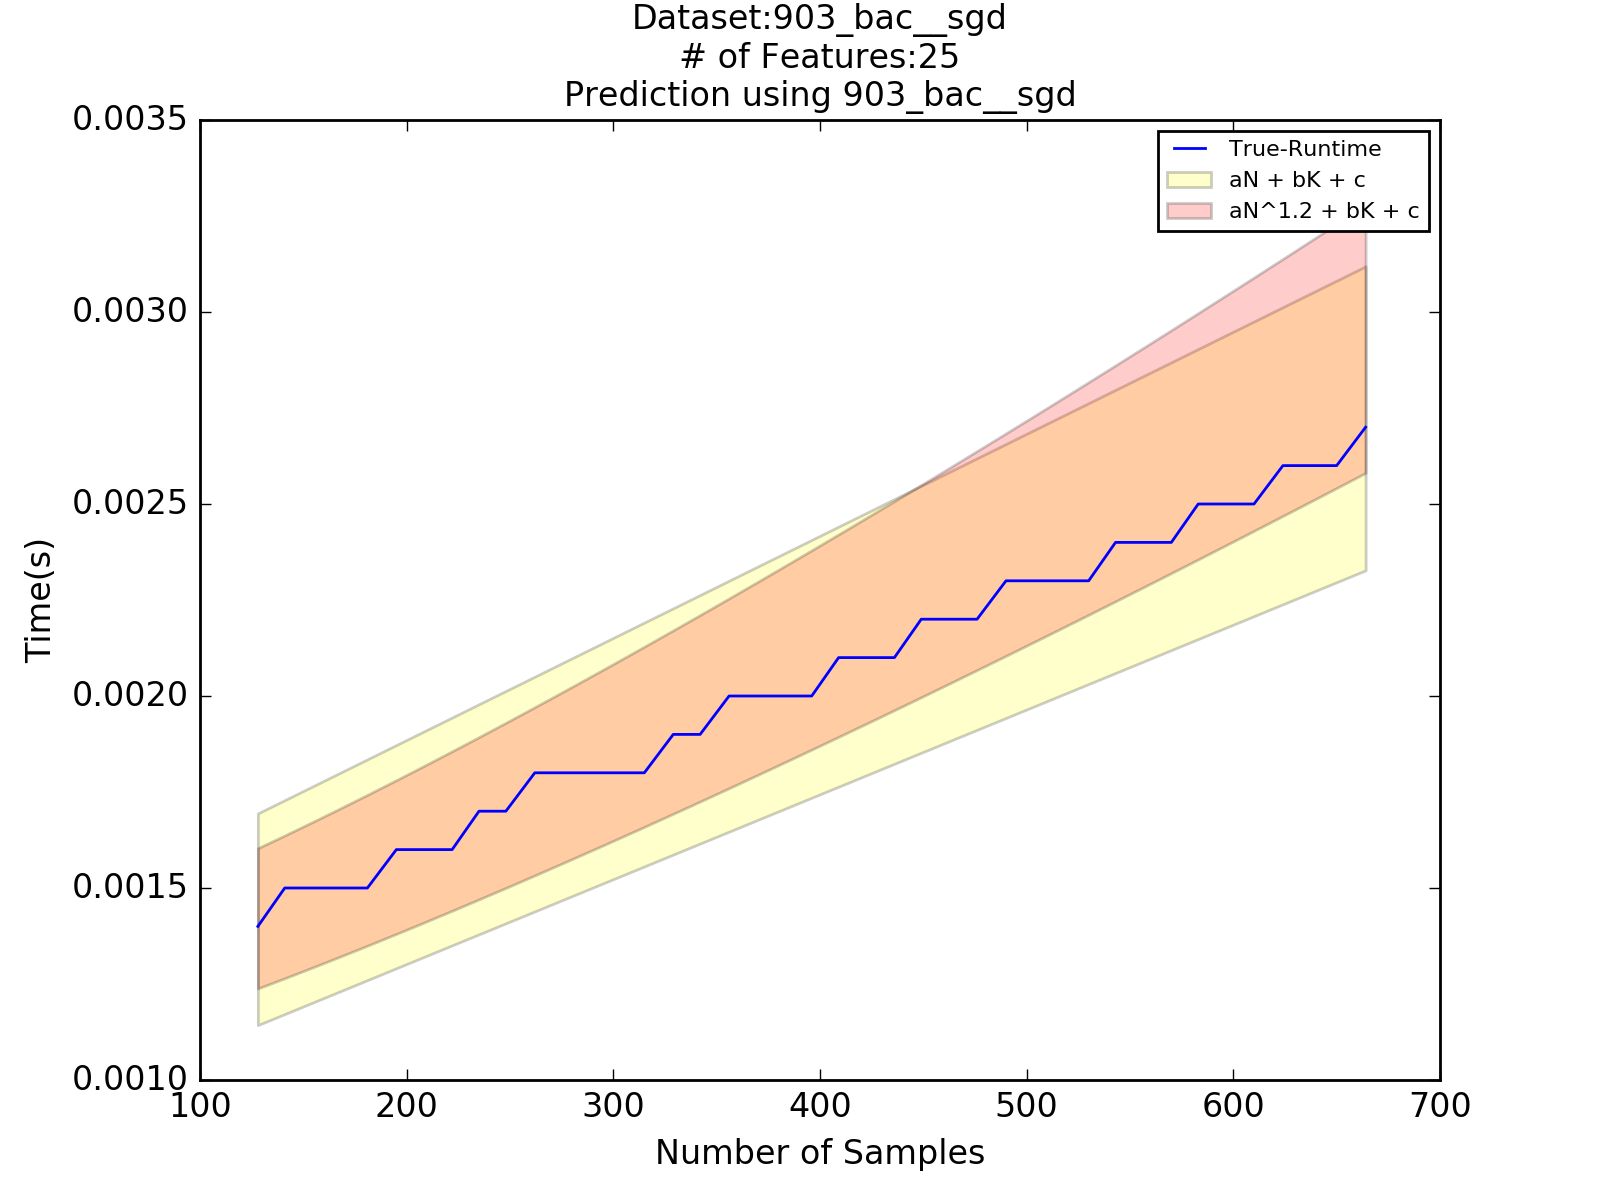 Dataset:903_bac__sgd
# of Features:25
Prediction using 903_bac__sgd
True-Runtime
aN + bK + c
aN^1.2 + bK + c
0.0035
0.0030
0.0025
0.0020
0.0015
0.0010
Time(s)
100 200 300 400 500 600 700
Number of Samples